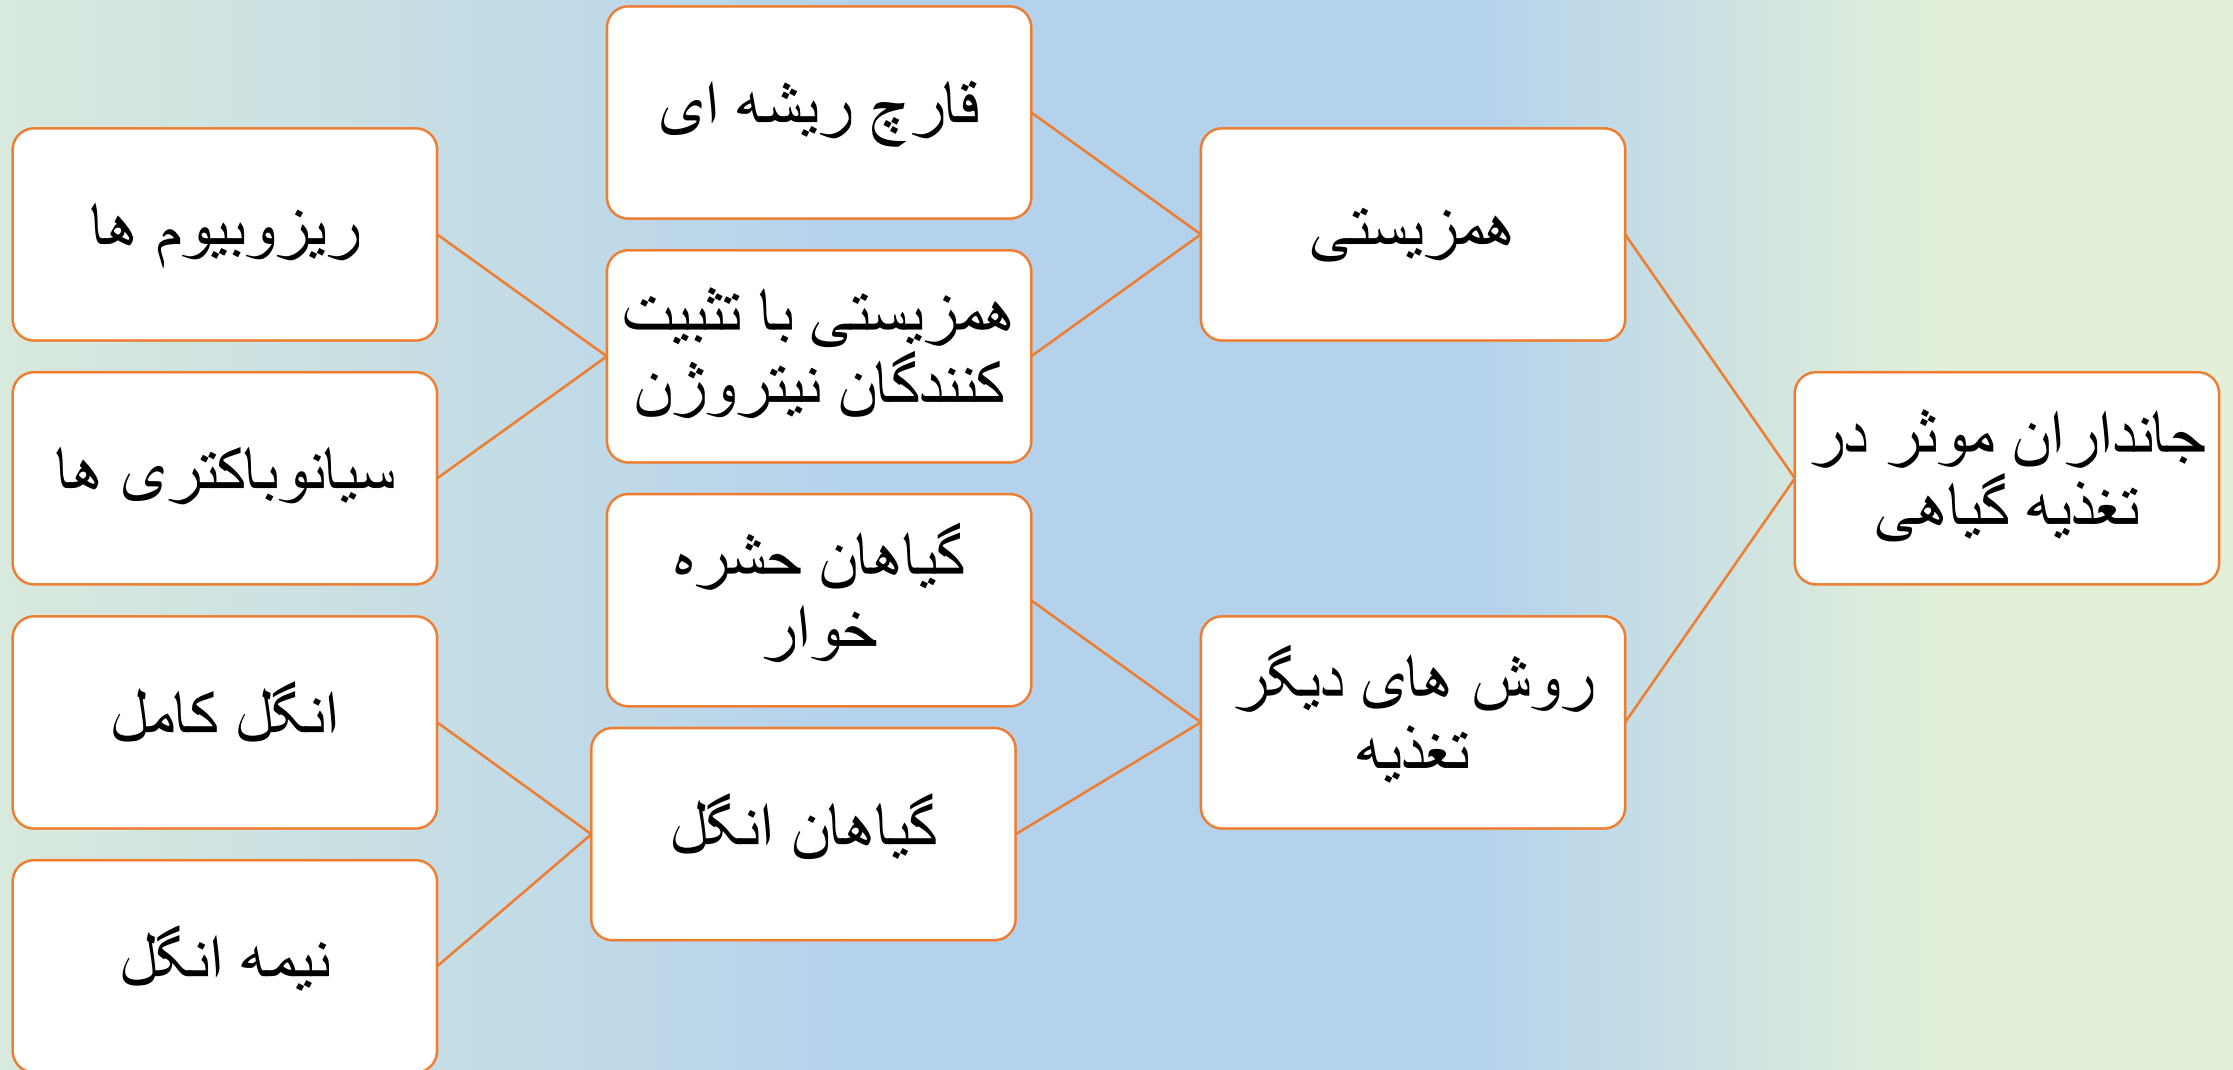 جانداران موثر در
تغذیه گیاهی
همزیستی
قارچ ریشه ای
همزیستی با تثبیت
کنندگان نیتروژن
ریزوبیوم ها
سیانوباکتری ها
روش های دیگر
تغذیه
گیاهان حشره
خوار
گیاهان انگل
انگل کامل
نیمه انگل